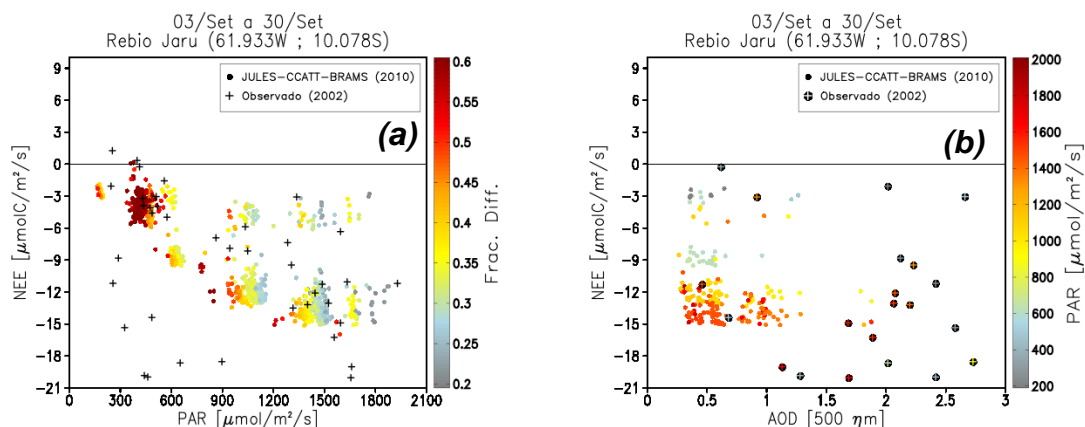 03/Set a 30/Set
Rebio Jaru (61.933W ; 10.078S)
9
6
3
0
-3
-6
-9
-12
-15
-18
-21
NEE [μmolC/m²/s]
JULES-CCATT-BRAMS (2010)
Observado (2002)
(a)
0 300 600 900 1200 1500 1800 2100
PAR [μmol/m²/s]
0.6
0.55
0.5
0.45
0.4
0.35
0.3
0.25
0.2
Frac. Diff.
03/Set a 30/Set
Rebio Jaru (61.933W ; 10.078S)
9
6
3
0
-3
-6
-9
-12
-15
-18
-21
NEE [μmolC/m²/s]
JULES-CCATT-BRAMS (2010)
Observado (2002)
(b)
0 0.5 1 1.5 2 2.5 3
AOD [500 ηm]
2000
1800
1600
1400
1200
1000
800
600
400
200
PAR [μmol/m²/s]